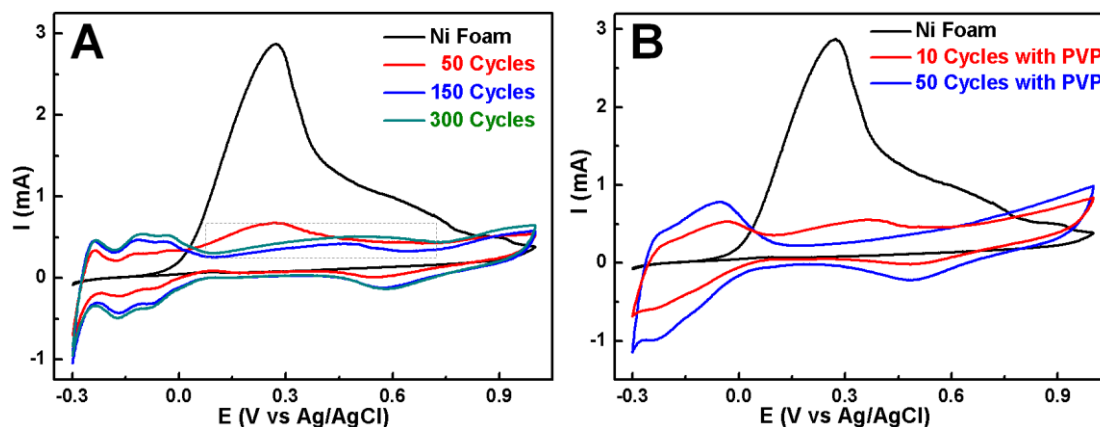 A
Ni Foam
50 Cycles
150 Cycles
300 Cycles
I (mA)
3
2
1
0
-1
-0.3
0.0
0.3
0.6
0.9
E (V vs Ag/AgCl)
B
Ni Foam
10 Cycles with PVP
50 Cycles with PVP
I (mA)
3
2
1
0
-1
-0.3
0.0
0.3
0.6
0.9
E (V vs Ag/AgCl)